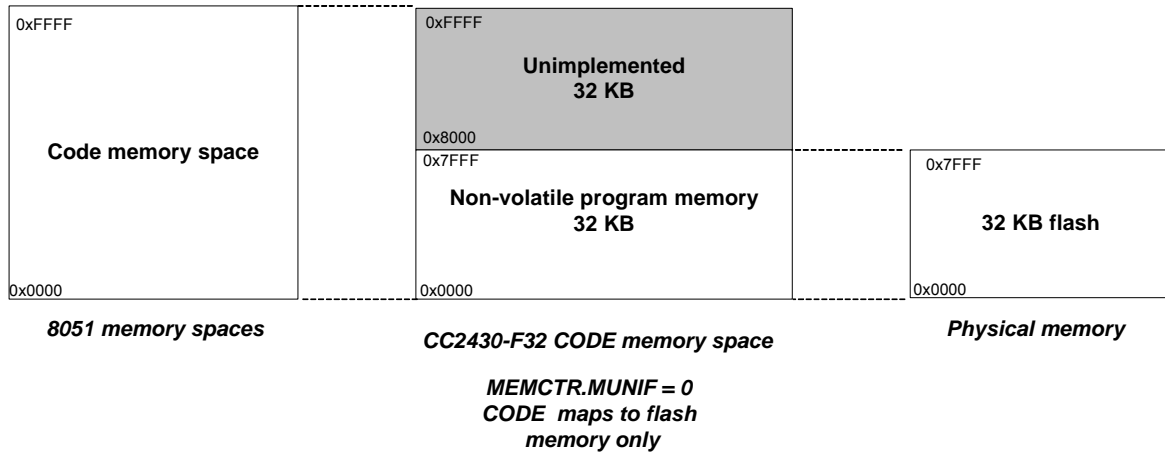 0xFFFF
Code memory space
0x0000
8051 memory spaces
0xFFFF
Unimplemented
32 KB
0x8000
0x7FFF
Non-volatile program memory
32 KB
0x0000
CC2430-F32 CODE memory space
MEMCTR.MUNIF = 0
CODE maps to flash
memory only
0x7FFF
32 KB flash
0x0000
Physical memory